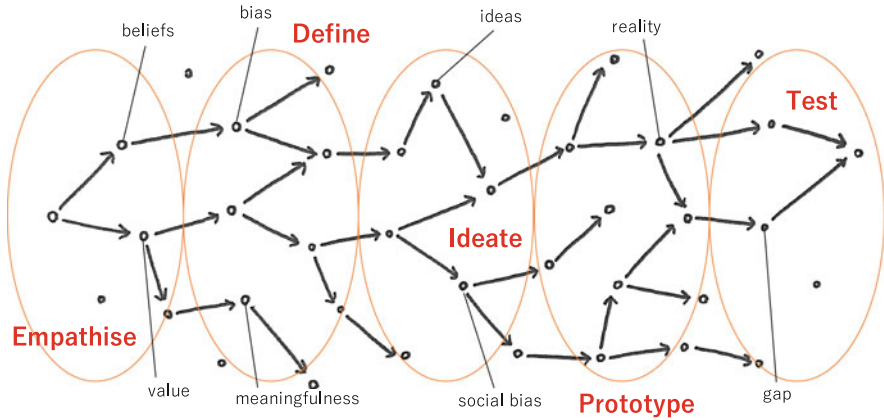 bias
ideas
reality
beliefs
Define
Test
Ideate
Empathise
value
meaningfulness
social bias
gap
Prototype